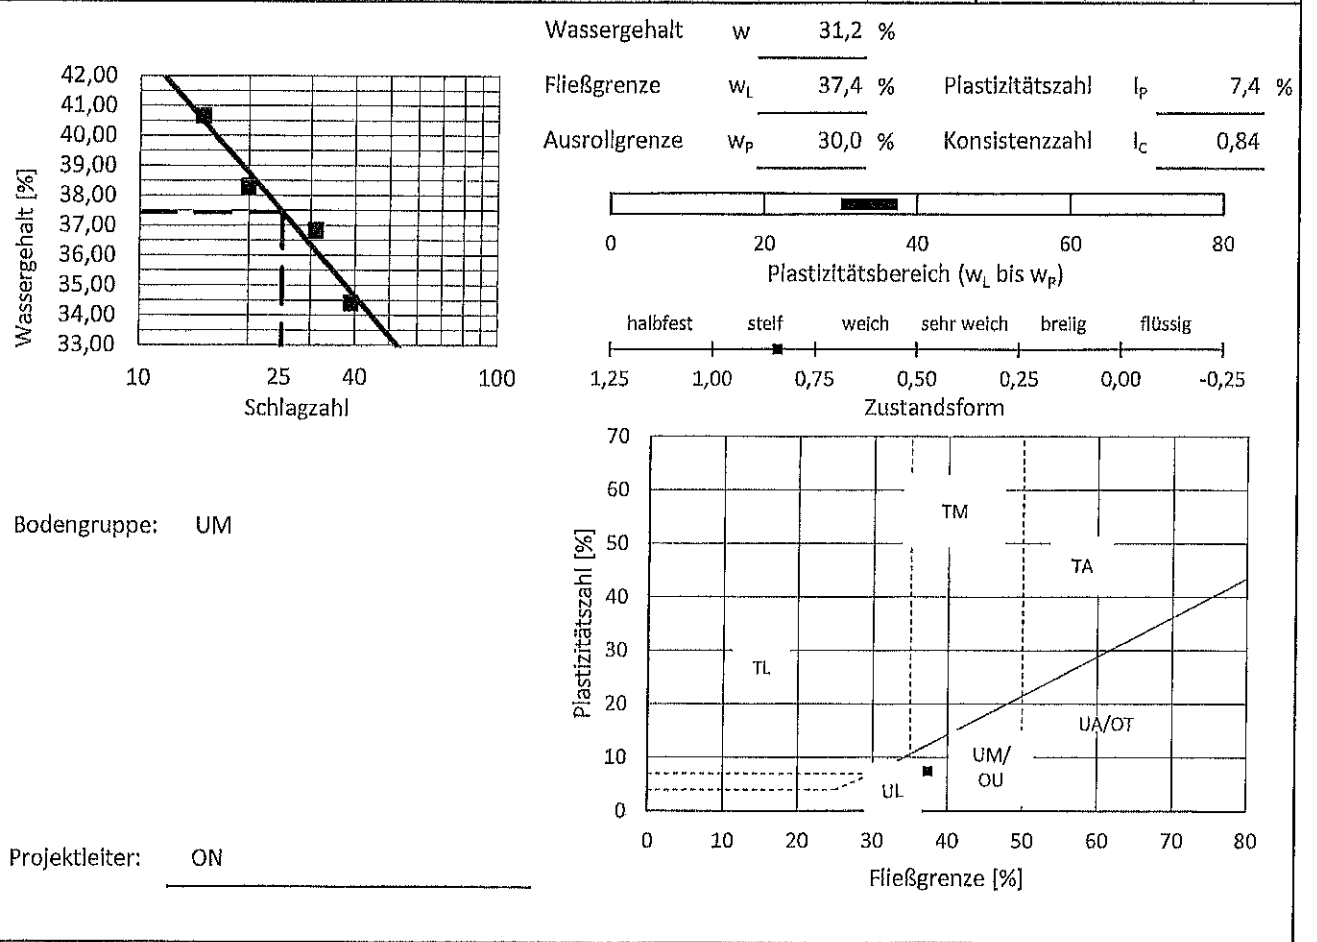 Wassergehalt w 31,2 %
Fließgrenze wL 37,4 % Plastizitätszahl IP 7,4 %
Ausrollgrenze wP 30,0 % Konsistenzzahl IC 0,84
42,00
41,00
40,00
39,00
38,00
37,00
36,00
35,00
34,00
33,00
Wassergehalt [%]
10 25 40 100
Schlagzahl
0 20 40 60 80
Plastizitätsbereich (wL bis wP)
halbfest steif weich sehr weich breiig flüssig
1,25 1,00 0,75 0,50 0,25 0,00 -0,25
Zustandsform
Bodengruppe: UM
70
60
50
40
30
20
10
0
Plastizitätszahl [%]
TM
TA
TL
UA/OT
UM/
OU
UL
0 10 20 30 40 50 60 70 80
Fließgrenze [%]
Projektleiter: ON